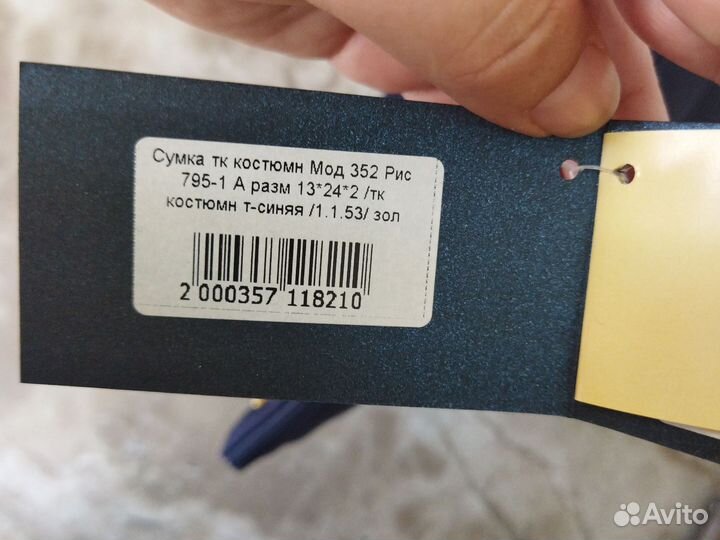 Сумка тк костюмн Мод 352 Рис
795-1 А разм 13*24*2 /тк
костюмн т-синяя /1.1.53/ зол
2 000357 118210
Avito